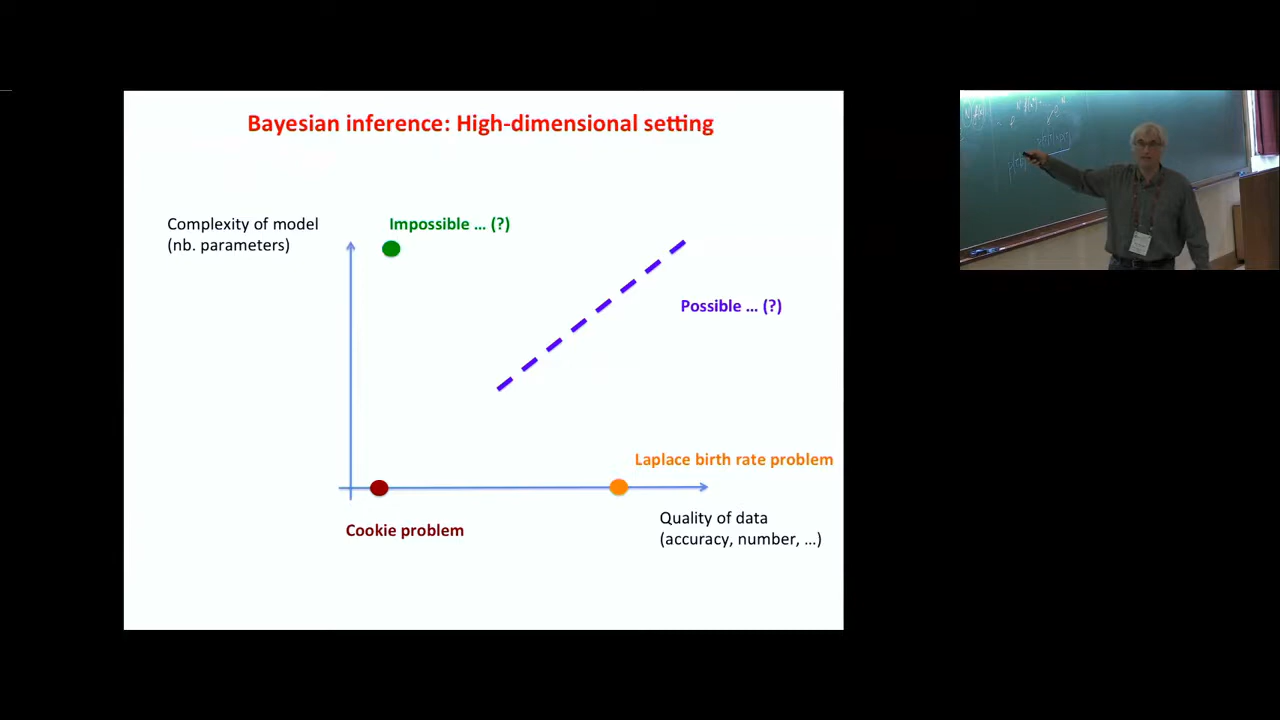 Bayesian inference: High-dimensional setting
Complexity of model
(nb. parameters)
Impossible ... (?)
Possible ... (?)
Laplace birth rate problem
Cookie problem
Quality of data
(accuracy, number, ...)